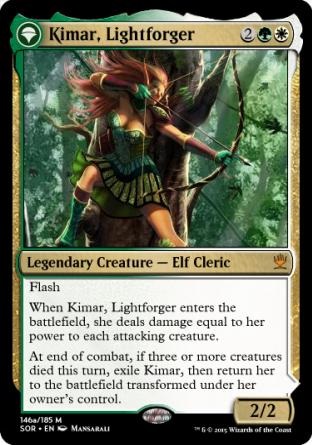 Kimar, Lightforger 2
Legendary Creature — Elf Cleric
Flash
When Kimar, Lightforger enters the
battlefield, she deals damage equal to her
power to each attacking creature.
At end of combat, if three or more creatures
died this turn, exile Kimar, then return her
to the battlefield transformed under her
owner's control.
2/2
146a/185 M
SOR • EN Mansarali
™ & © 2015 Wizards of the Coast